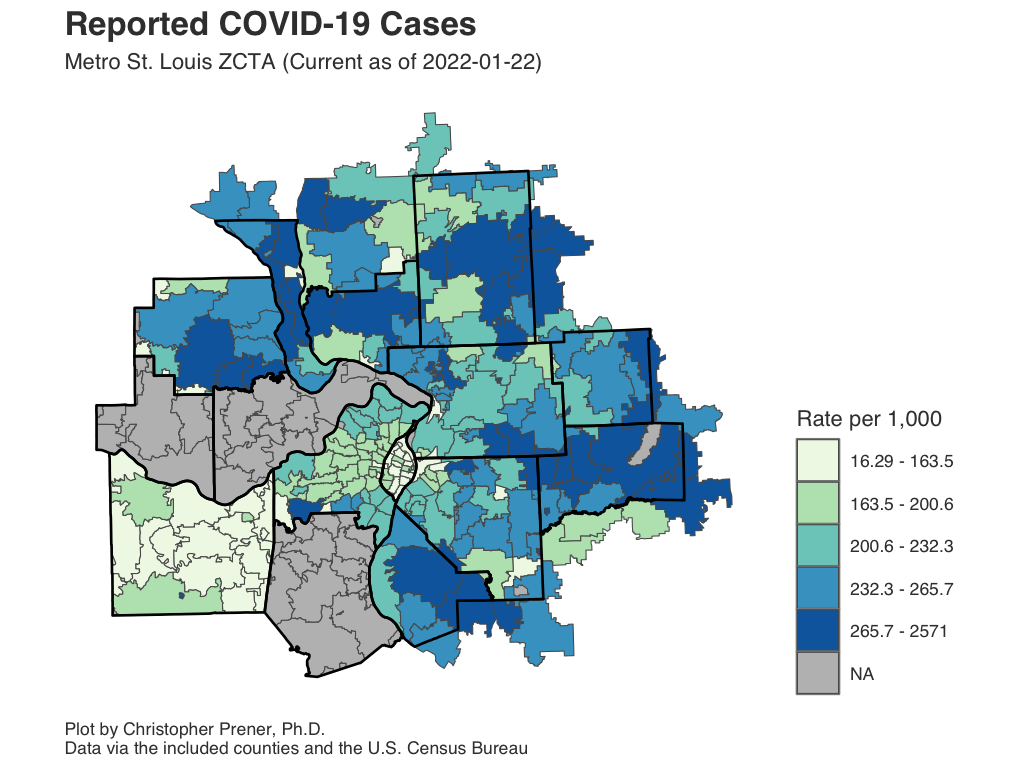 Reported COVID-19 Cases
Metro St. Louis ZCTA (Current as of 2022-01-22)
Rate per 1,000
16.29 - 163.5
163.5 - 200.6
200.6 - 232.3
232.3 - 265.7
265.7 - 2571
NA
Plot by Christopher Prener, Ph.D.
Data via the included counties and the U.S. Census Bureau